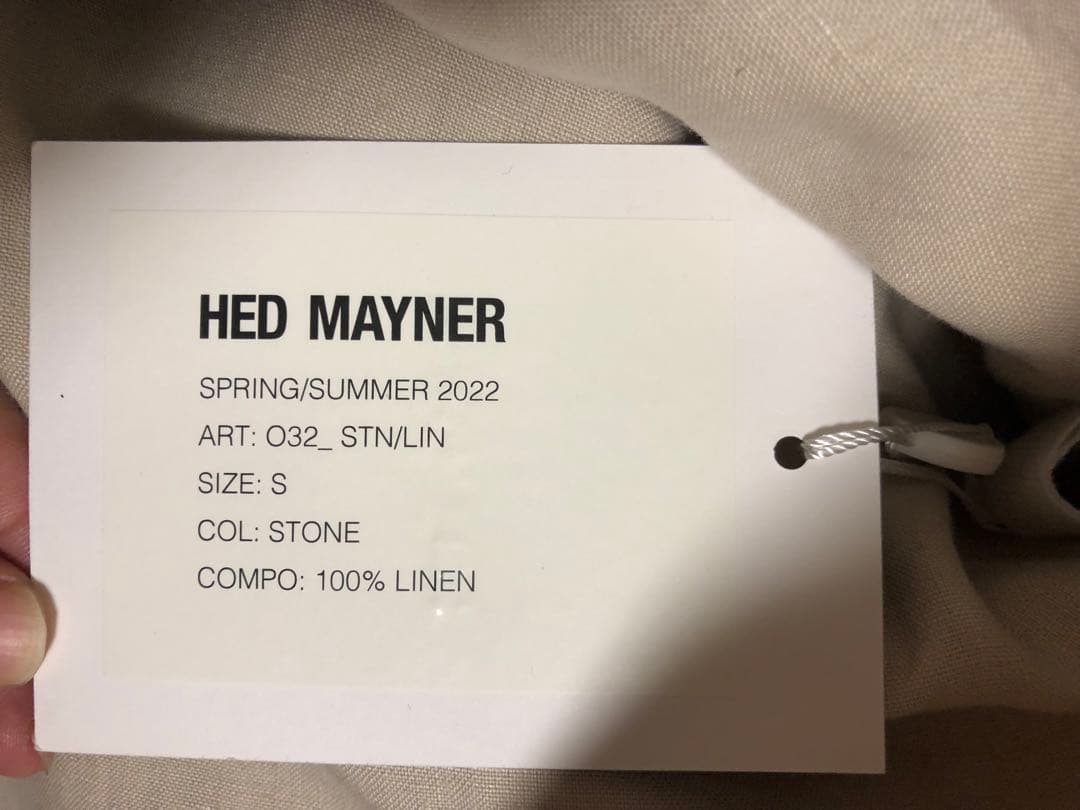 HED MAYNER
SPRING/SUMMER 2022
ART: O32_ STN/LIN
SIZE: S
COL: STONE
COMPO: 100% LINEN